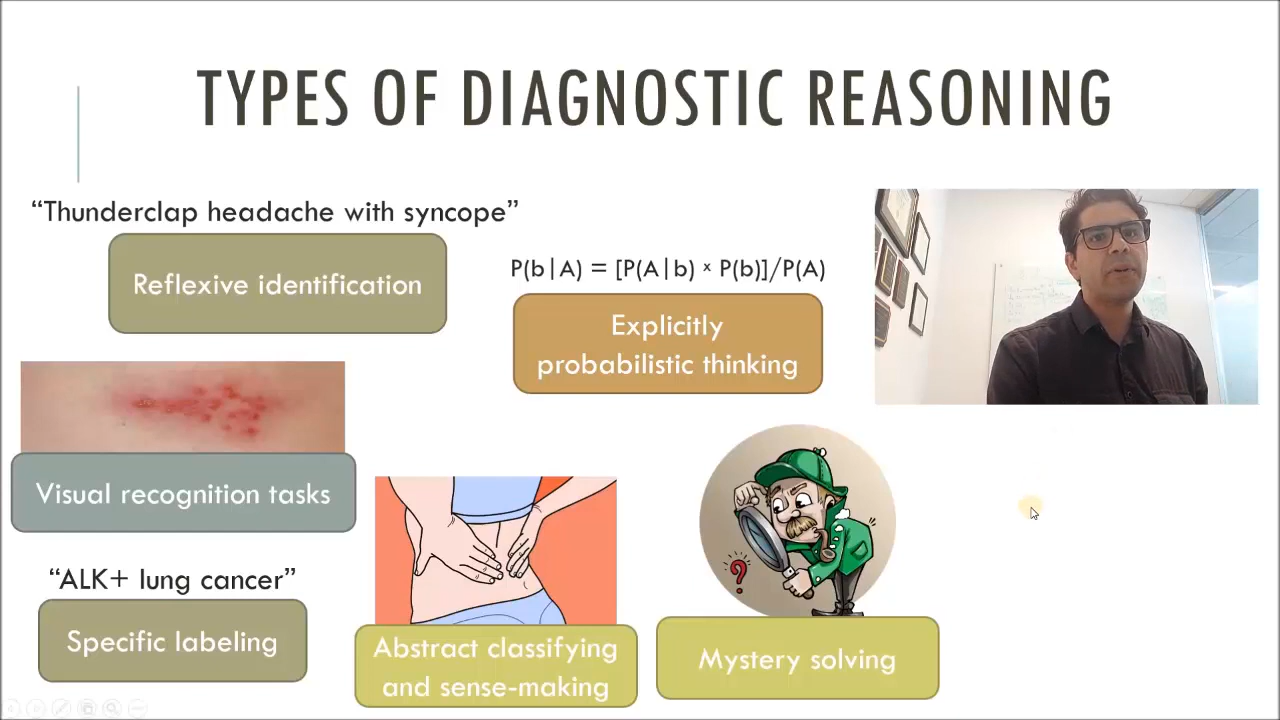 TYPES OF DIAGNOSTIC REASONING
“Thunderclap headache with syncope”
Reflexive identification
P(b|A) = [P(A|b) x P(b)]/P(A)
Explicitly
probabilistic thinking
Visual recognition tasks
“ALK+ lung cancer”
Specific labeling
Abstract classifying
and sense-making
?
Mystery solving